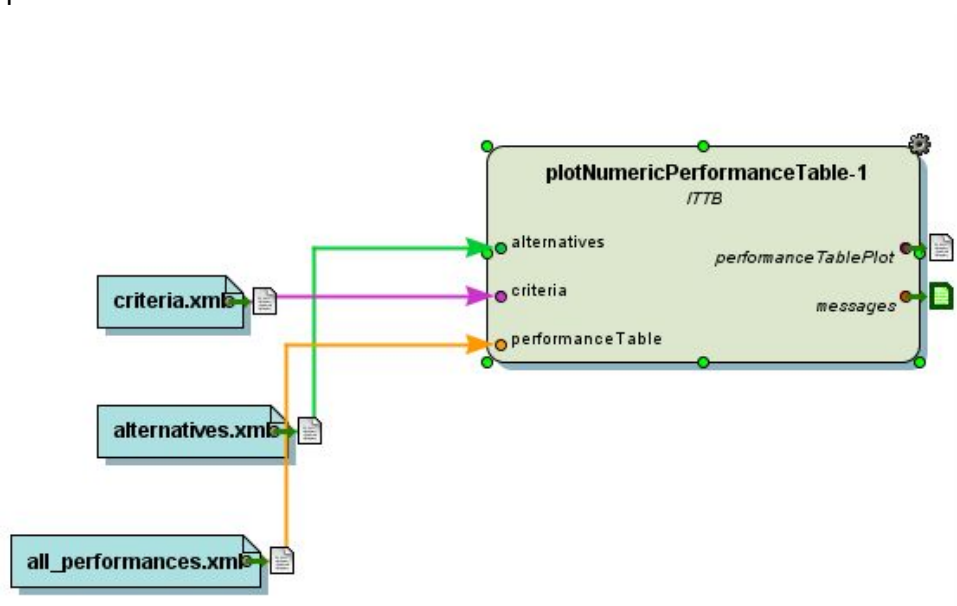 plotNumericPerformanceTable-1
ITTB
alternatives
performanceTablePlot
criteria.xml
criteria
messages
performanceTable
alternatives.xml
all_performances.xml